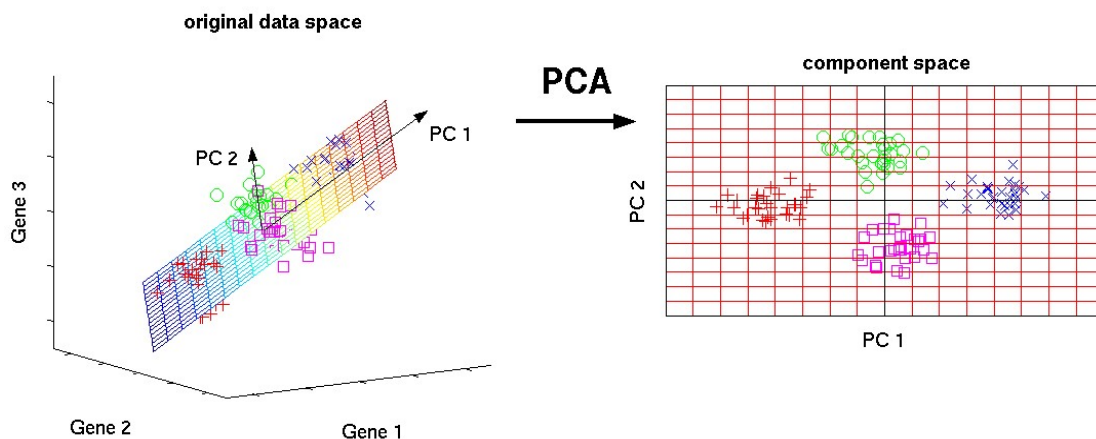 original data space
PCA
component space
PC 1
PC 2
Gene 3
PC 2
Gene 2
Gene 1
PC 1